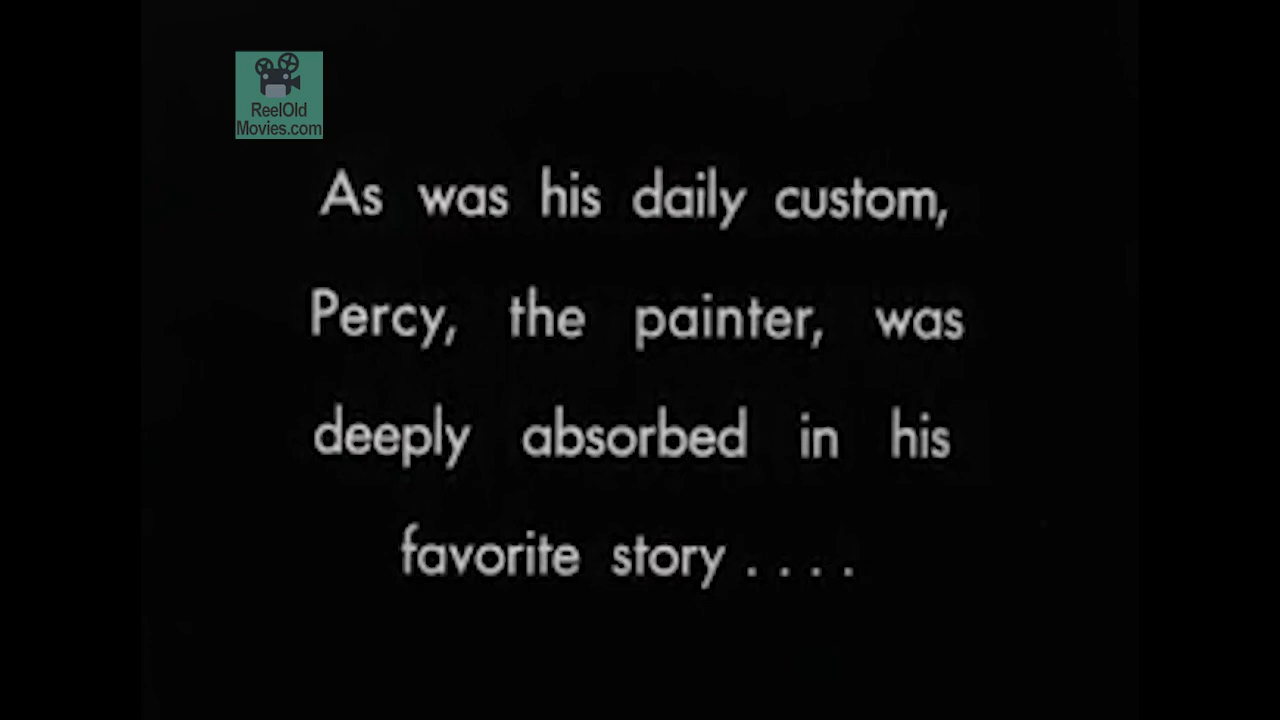 ReelOld
Movies.com
As was his daily custom,
Percy, the painter, was
deeply absorbed in his
favorite story . . . .